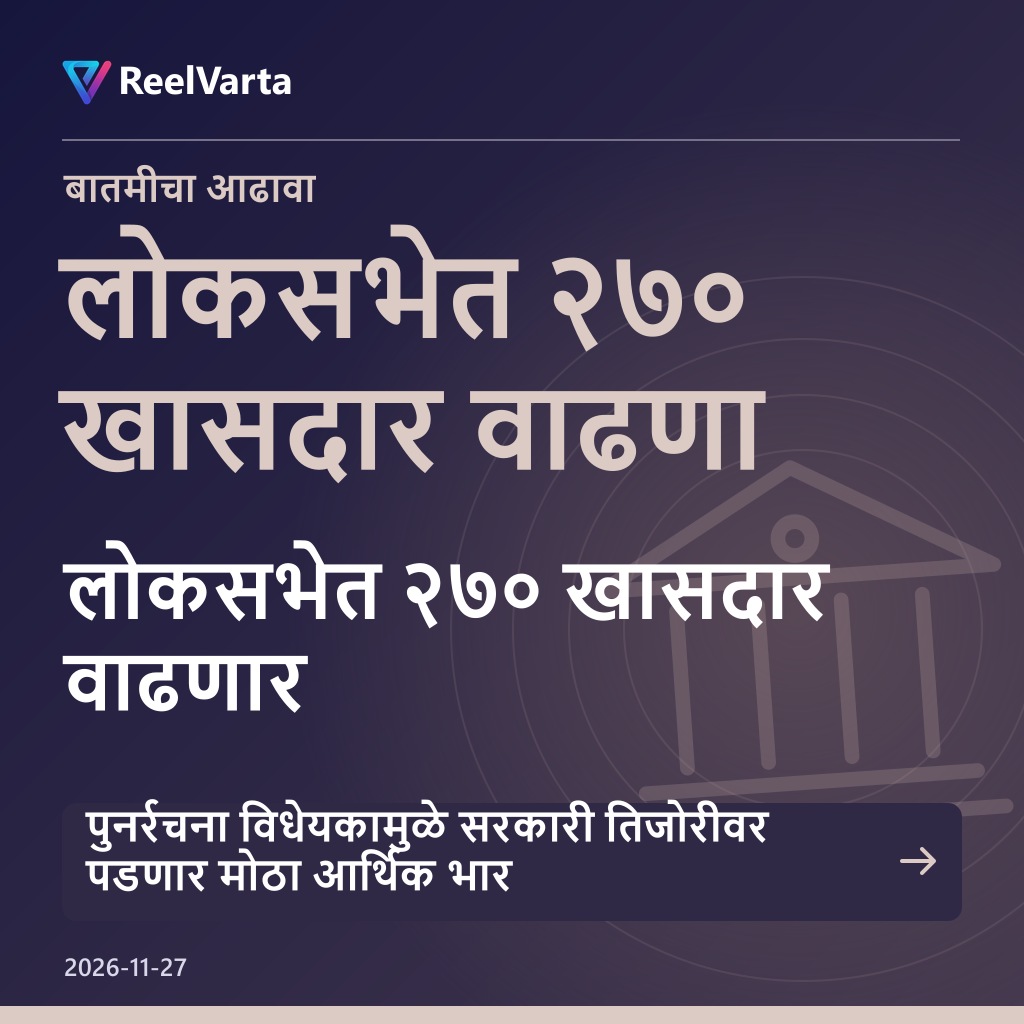 ReelVarta
बातमीचा आढावा
लोकसभेत २७०
खासदार वाढणा
लोकसभेत २७० खासदार
वाढणार
पुनर्रचना विधेयकामुळे सरकारी तिजोरीवर
पडणार मोठा आर्थिक भार
2026-11-27